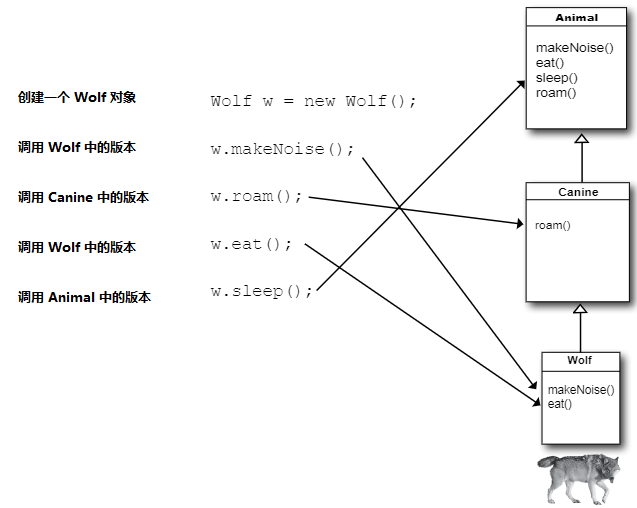 创建一个 Wolf 对象
Wolf w = new Wolf();
调用 Wolf 中的版本
w.makeNoise();
调用 Canine 中的版本
w.roam();
调用 Wolf 中的版本
w.eat();
调用 Animal 中的版本
w.sleep();
Animal
makeNoise()
eat()
sleep()
roam()
Canine
roam()
Wolf
makeNoise()
eat()